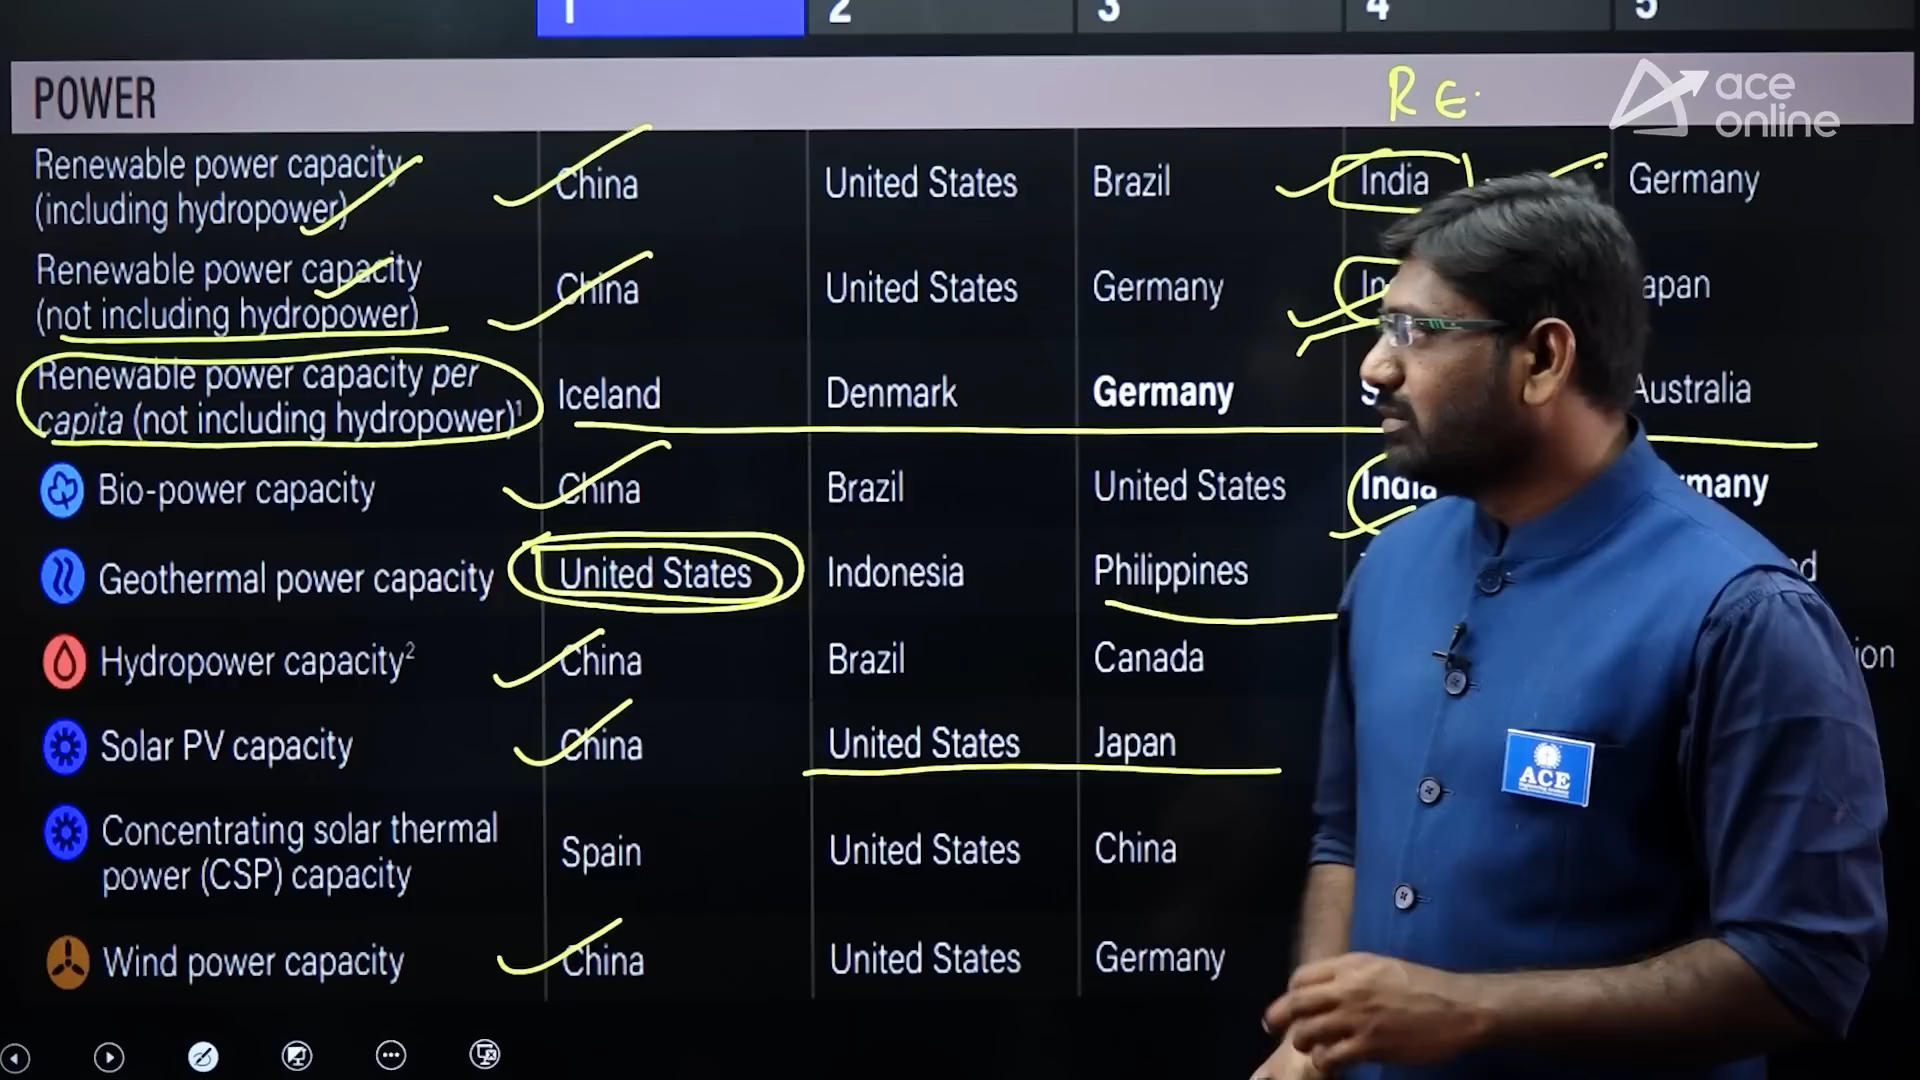 1 2 3 4 5
POWER
R E.
ace
online
Renewable power capacity
(including hydropower)
China United States Brazil India Germany
Renewable power capacity
(not including hydropower)
China United States Germany
Renewable power capacity per
capita (not including hydropower)1
Iceland Denmark Germany Australia
Bio-power capacity China Brazil United States India
Geothermal power capacity United States Indonesia Philippines
Hydropower capacity2 China Brazil Canada
Solar PV capacity China United States Japan
ACE
Concentrating solar thermal
power (CSP) capacity
Spain United States China
Wind power capacity China United States Germany